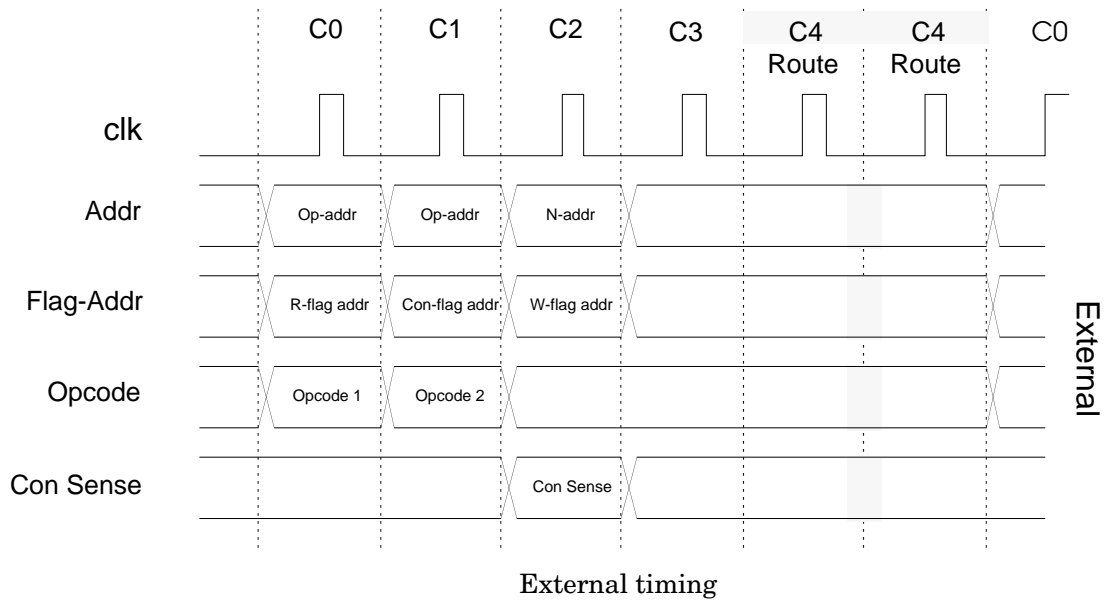 C0 C1 C2 C3 C4 C4 C0
Route Route
clk
Addr Op-addr Op-addr N-addr
Flag-Addr R-flag addr Con-flag addr W-flag addr
Opcode Opcode 1 Opcode 2
Con Sense Con Sense
External
External timing